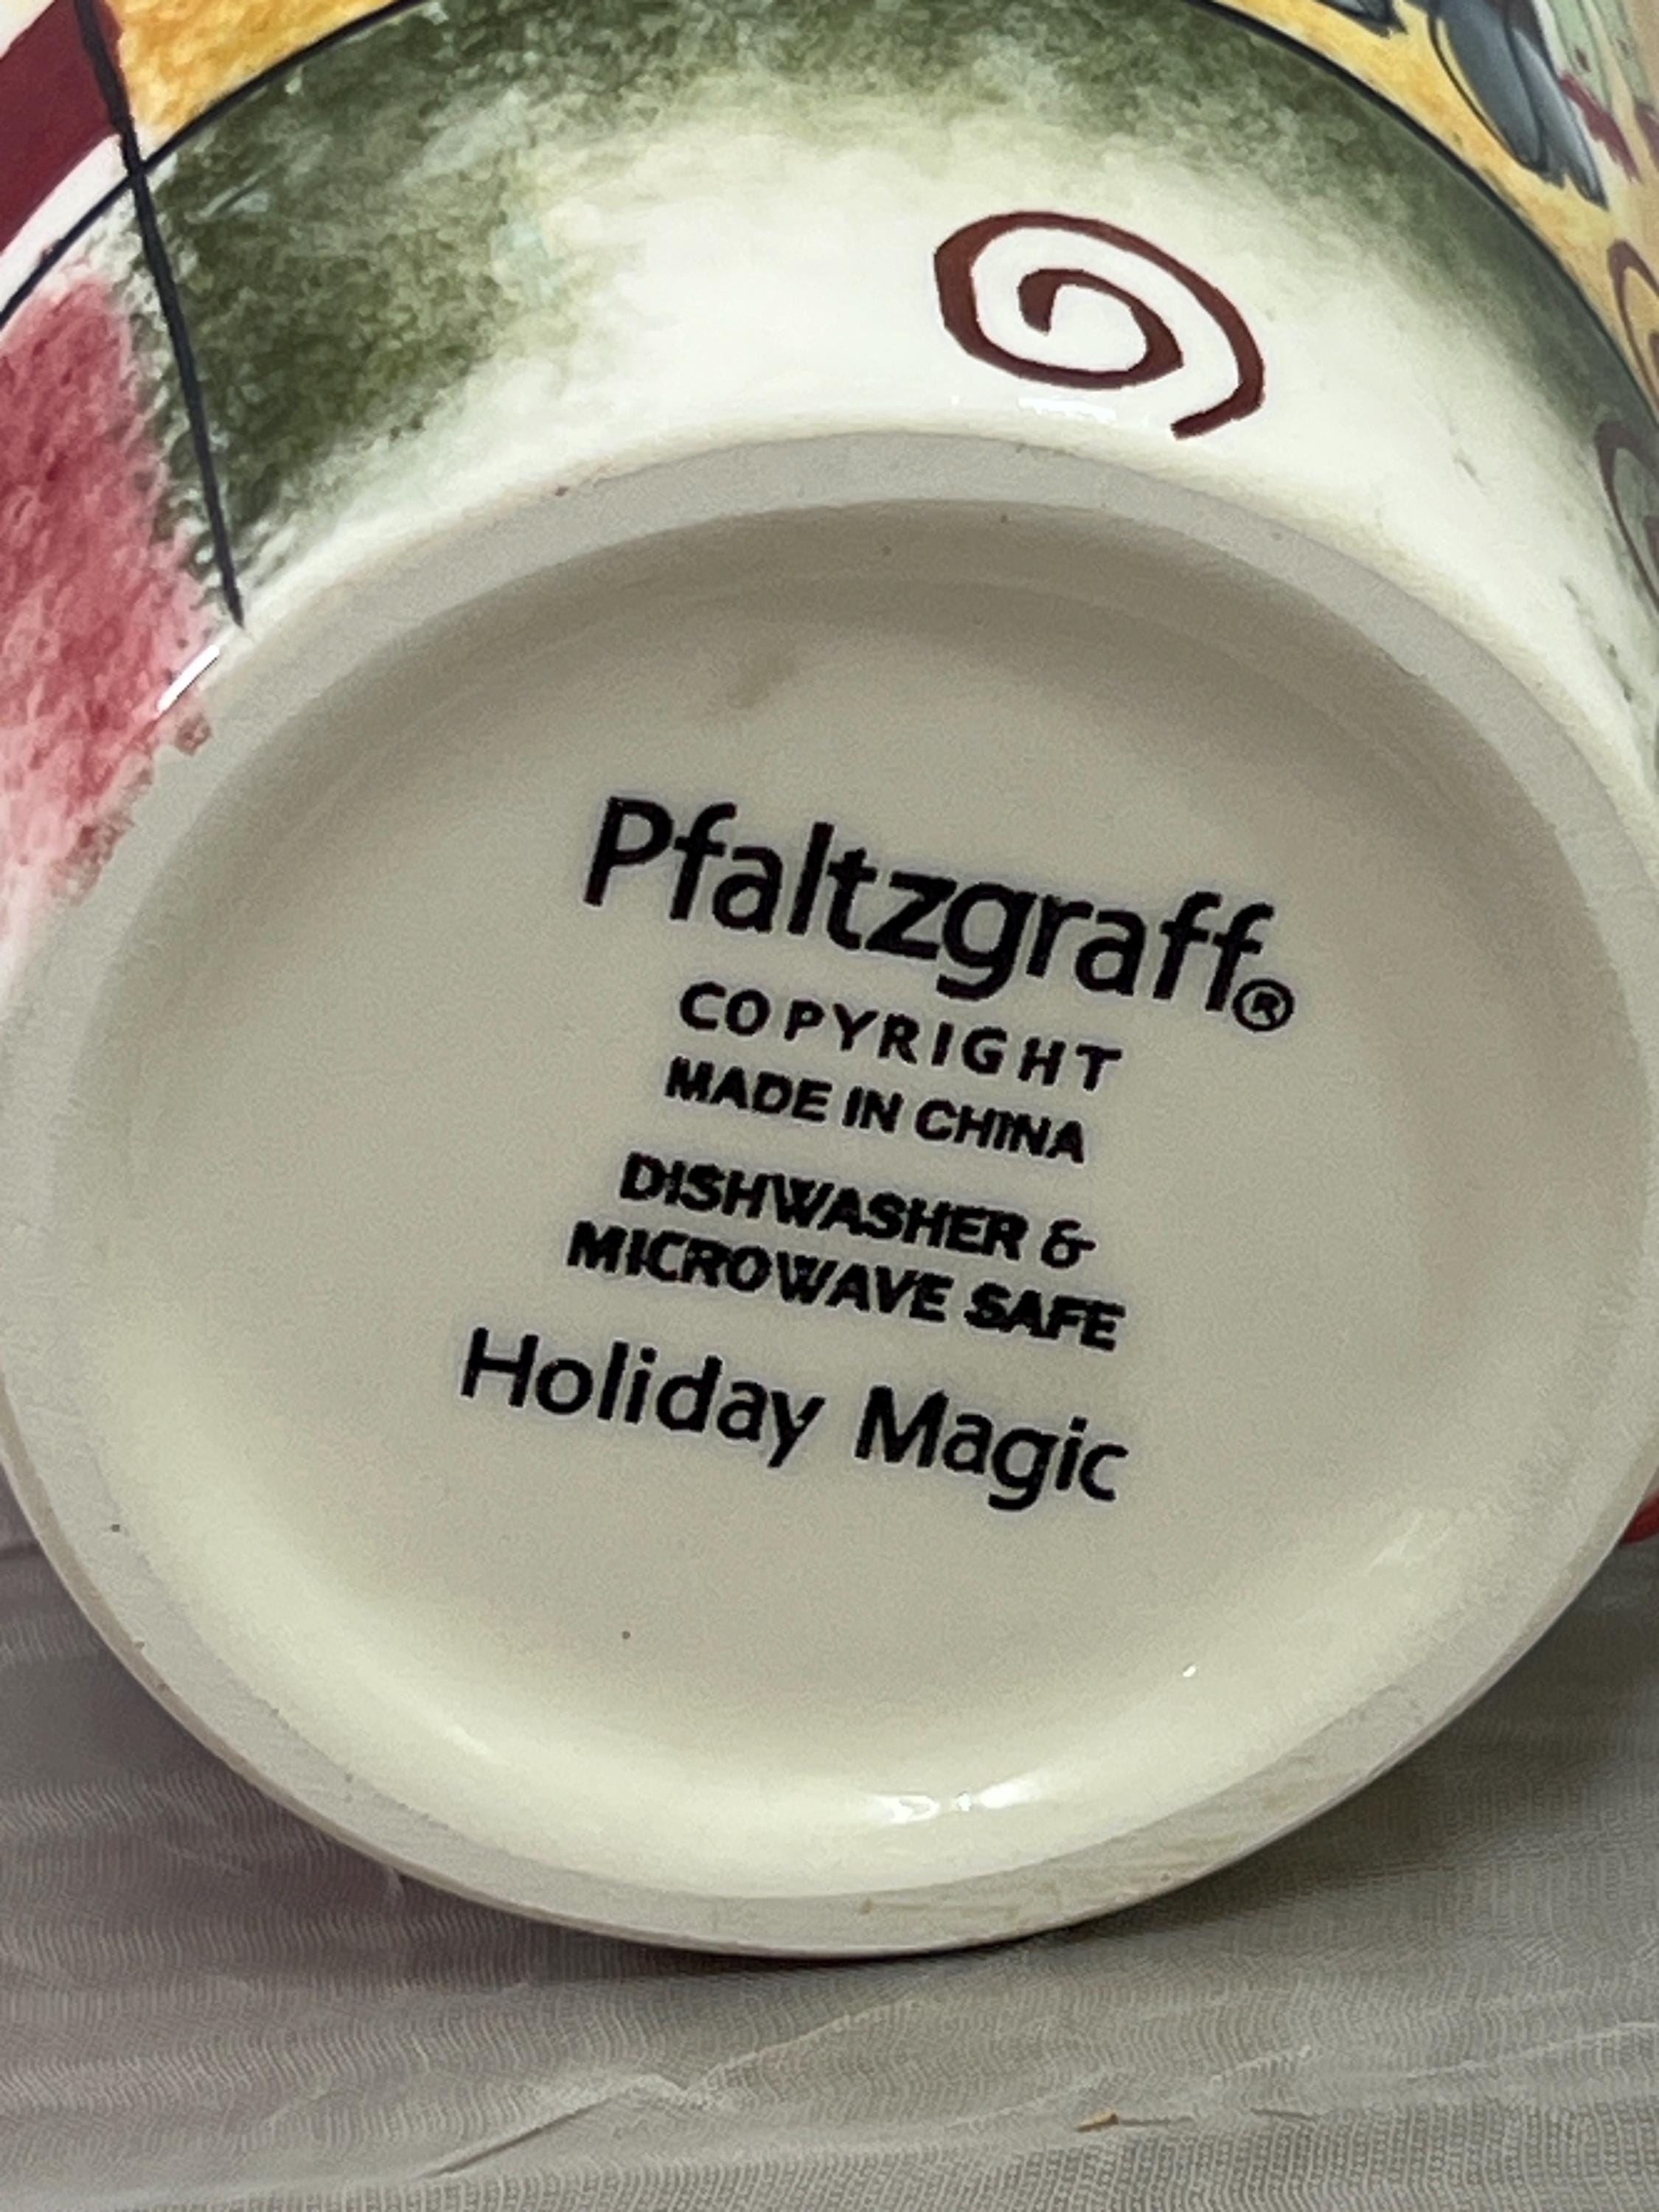 Pfaltzgraff®
COPYRIGHT
MADE IN CHINA
DISHWASHER &
MICROWAVE SAFE
Holiday Magic